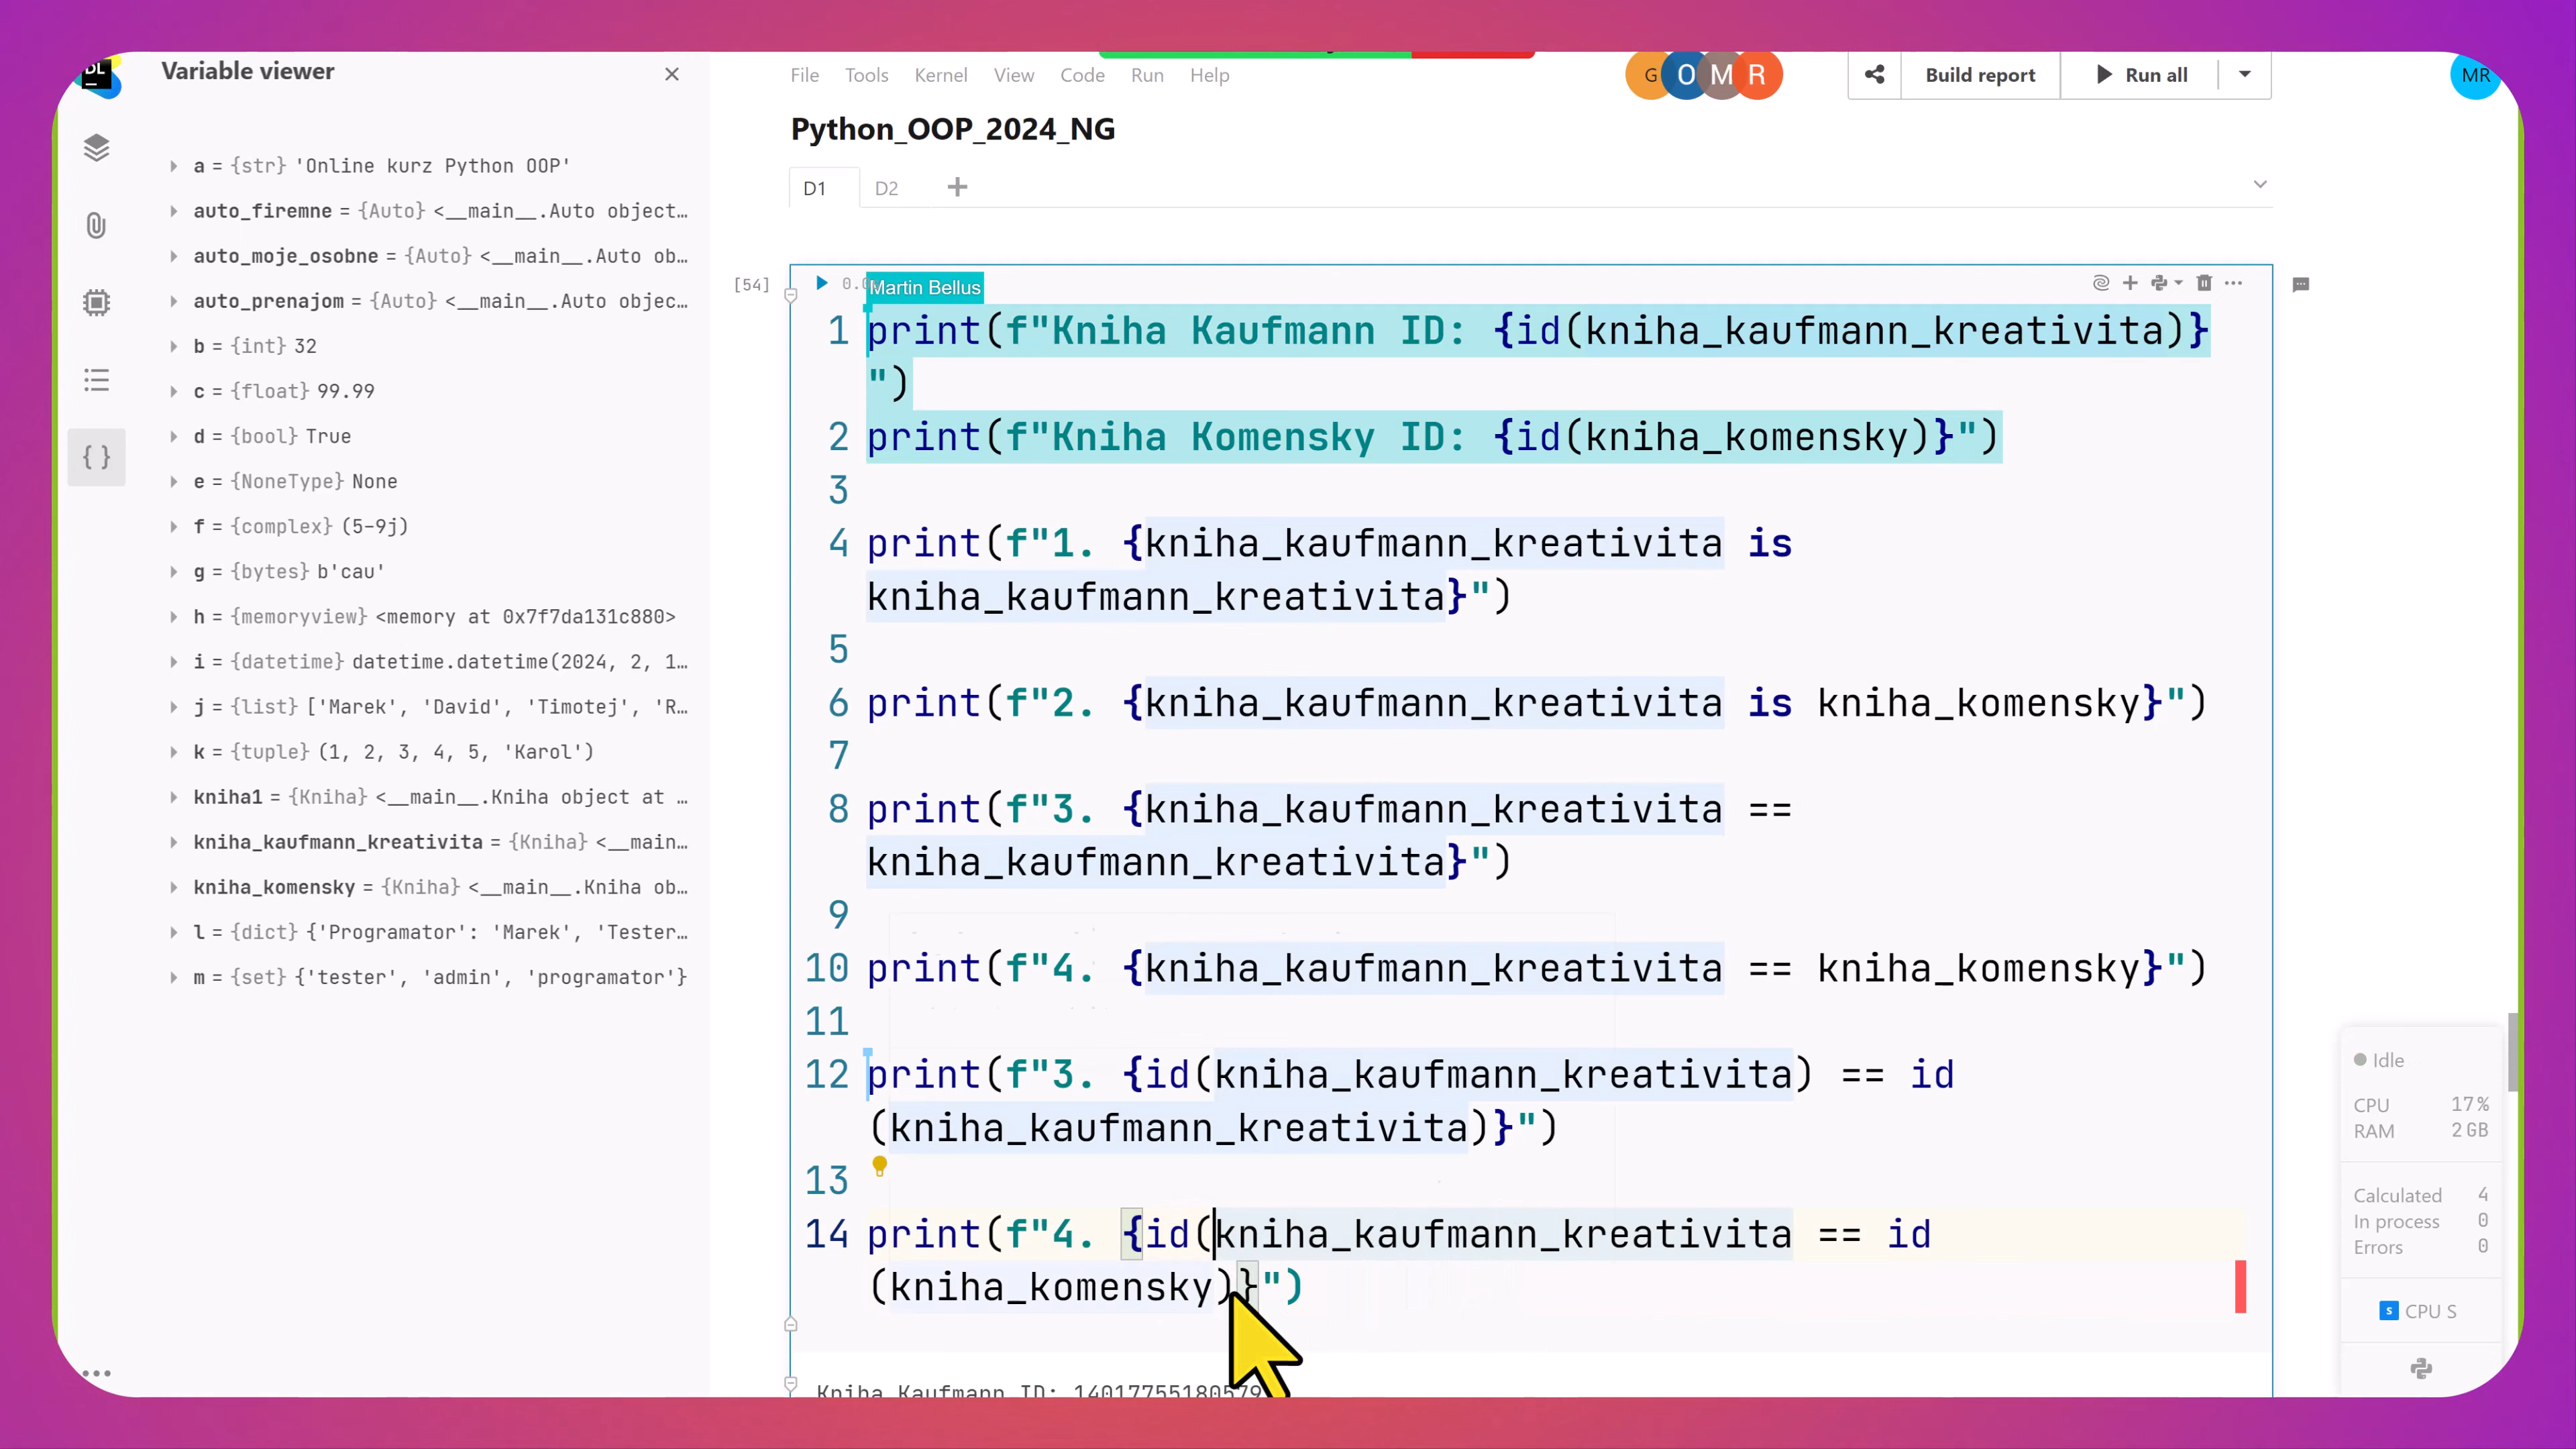 DL
Variable viewer
File Tools Kernel View Code Run Help
G O M R
Build report
Run all
MR
Python_OOP_2024_NG
D1 D2
a = {str} 'Online kurz Python OOP'
auto_firemne = {Auto} <__main__.Auto object…
auto_moje_osobne = {Auto} <__main__.Auto ob…
auto_prenajom = {Auto} <__main__.Auto objec…
b = {int} 32
c = {float} 99.99
d = {bool} True
e = {NoneType} None
f = {complex} (5-9j)
g = {bytes} b'cau'
h = {memoryview} <memory at 0x7f7da131c880>
i = {datetime} datetime.datetime(2024, 2, 1…
j = {list} ['Marek', 'David', 'Timotej', 'R…
k = {tuple} (1, 2, 3, 4, 5, 'Karol')
kniha1 = {Kniha} <__main__.Kniha object at …
kniha_kaufmann_kreativita = {Kniha} <__main…
kniha_komensky = {Kniha} <__main__.Kniha ob…
l = {dict} {'Programator': 'Marek', 'Tester…
m = {set} {'tester', 'admin', 'programator'}
[54]
Martin Bellus
1 print(f"Kniha Kaufmann ID: {id(kniha_kaufmann_kreativita)}
")
2 print(f"Kniha Komensky ID: {id(kniha_komensky)}")
3
4 print(f"1. {kniha_kaufmann_kreativita is
kniha_kaufmann_kreativita}")
5
6 print(f"2. {kniha_kaufmann_kreativita is kniha_komensky}")
7
8 print(f"3. {kniha_kaufmann_kreativita ==
kniha_kaufmann_kreativita}")
9
10 print(f"4. {kniha_kaufmann_kreativita == kniha_komensky}")
11
12 print(f"3. {id(kniha_kaufmann_kreativita) == id
(kniha_kaufmann_kreativita)}")
13
14 print(f"4. {id(kniha_kaufmann_kreativita == id
(kniha_komensky)}")
Kniha Kaufmann ID:
Idle
CPU 17%
RAM 2 GB
Calculated 4
In process 0
Errors 0
S CPU S